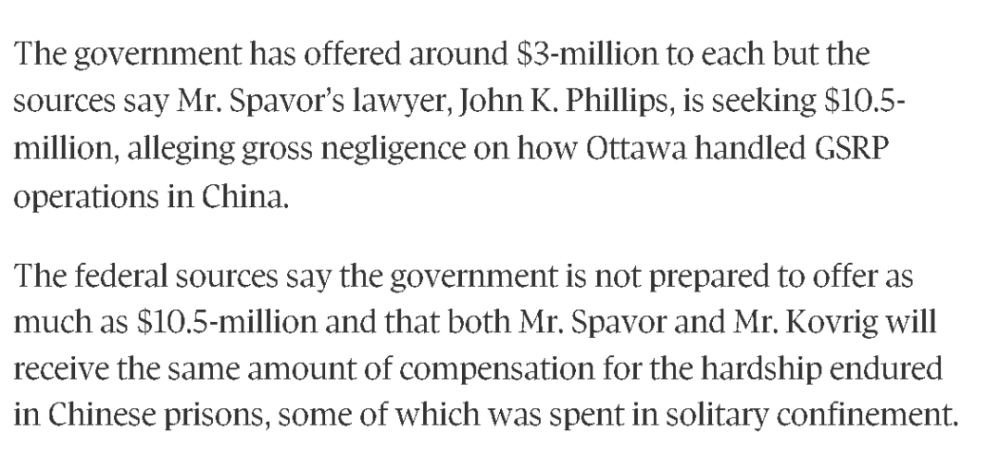 The government has offered around $3-million to each but the
sources say Mr. Spavor’s lawyer, John K. Phillips, is seeking $10.5-
million, alleging gross negligence on how Ottawa handled GSRP
operations in China.
The federal sources say the government is not prepared to offer as
much as $10.5-million and that both Mr. Spavor and Mr. Kovrig will
receive the same amount of compensation for the hardship endured
in Chinese prisons, some of which was spent in solitary confinement.